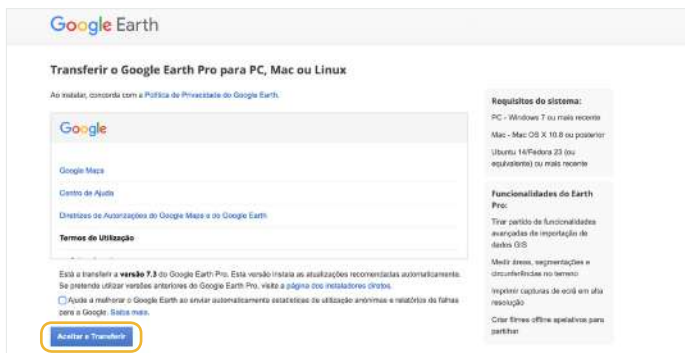 Google Earth
Transferir o Google Earth Pro para PC, Mac ou Linux
Ao instalar, concorda com a Política de Privacidade do Google Earth.
Google
Google Maps
Centro de Ajuda
Diretrizes de Autorizações do Google Maps e do Google Earth
Termos de Utilização
Está a transferir a versão 7.3 do Google Earth Pro. Esta versão instala as atualizações recomendadas automaticamente.
Se pretende utilizar versões anteriores do Google Earth Pro, visite a página dos instaladores diretos.
Ajude a melhorar o Google Earth ao enviar automaticamente estatísticas de utilização anónimas e relatórios de falhas
para o Google. Saiba mais.
Aceitar e Transferir
Requisitos do sistema:
PC - Windows 7 ou mais recente
Mac - Mac OS X 10.8 ou posterior
Ubuntu 14/Fedora 23 (ou
equivalente) ou mais recente
Funcionalidades do Earth
Pro:
Tirar partido de funcionalidades
avançadas de importação de
dados GIS
Medir áreas, segmentações e
circunferências no terreno
Imprimir capturas de ecrã em alta
resolução
Criar filmes offline apelativos para
partilhar